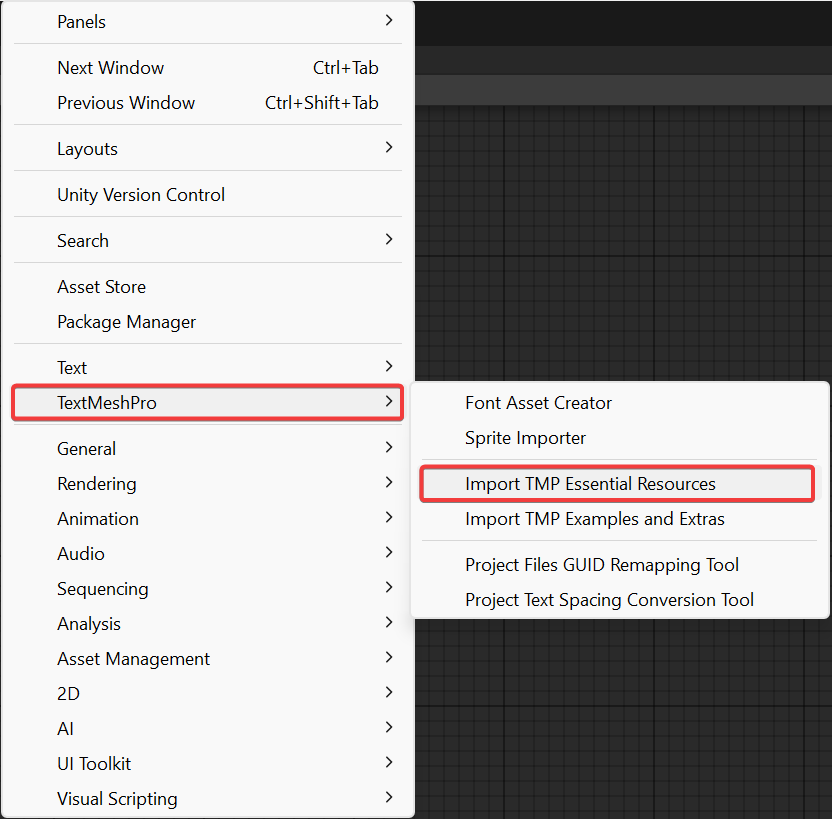 Panels
Next Window Ctrl+Tab
Previous Window Ctrl+Shift+Tab
Layouts
Unity Version Control
Search
Asset Store
Package Manager
Text
TextMeshPro
General
Rendering
Animation
Audio
Sequencing
Analysis
Asset Management
2D
AI
UI Toolkit
Visual Scripting
Font Asset Creator
Sprite Importer
Import TMP Essential Resources
Import TMP Examples and Extras
Project Files GUID Remapping Tool
Project Text Spacing Conversion Tool